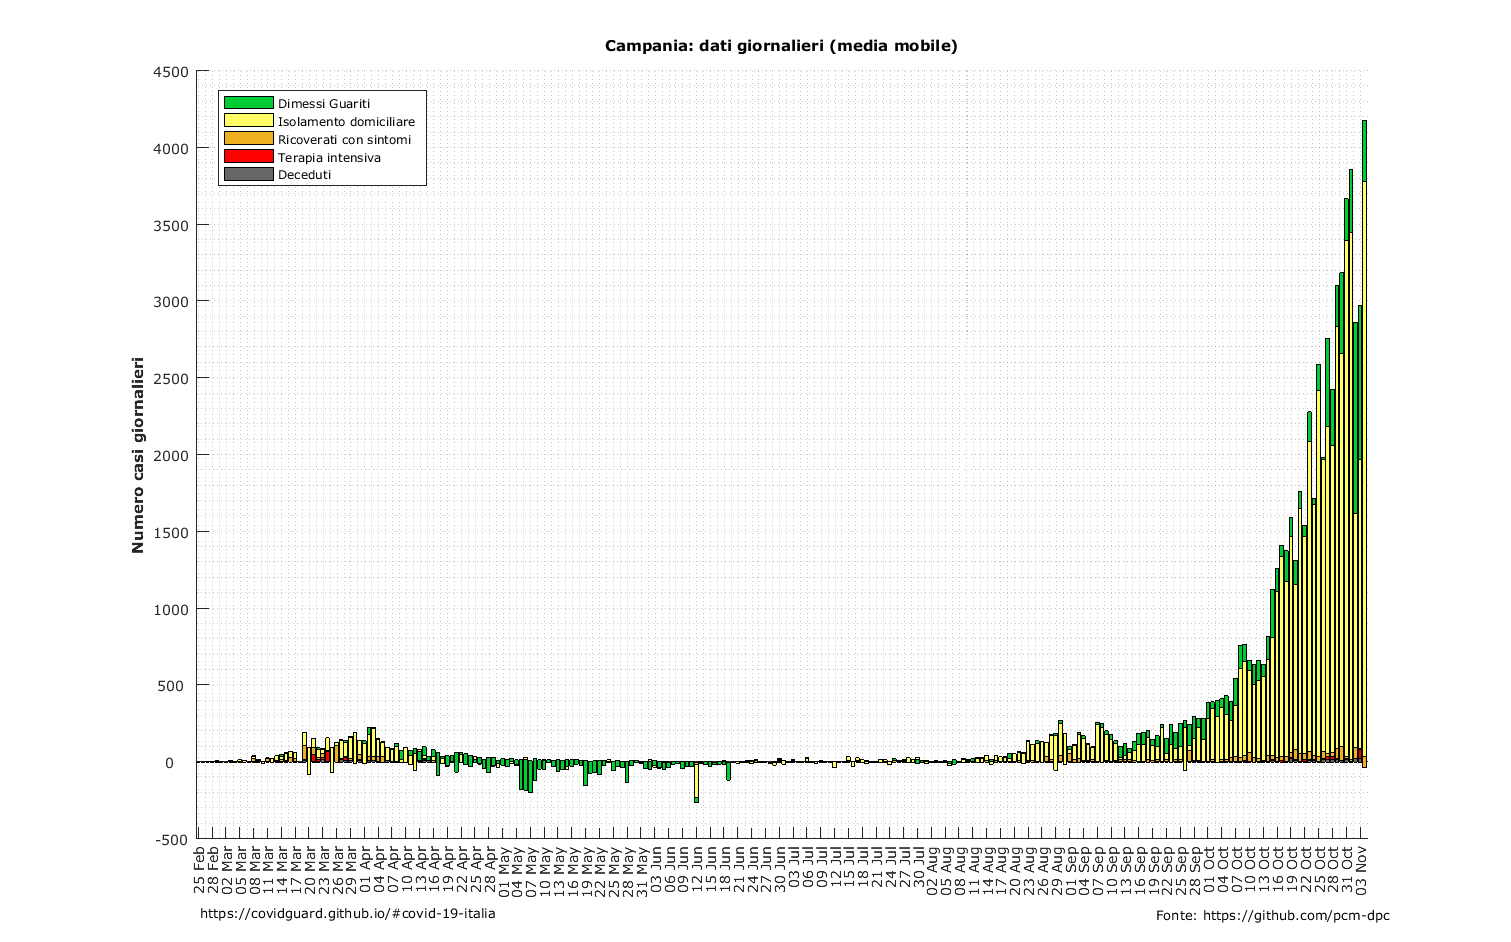 Campania: dati giornalieri (media mobile)
4500
4000
3500
3000
2500
2000
1500
1000
500
0
-500
Numero casi giornalieri
Dimessi Guariti
Isolamento domiciliare
Ricoverati con sintomi
Terapia intensiva
Deceduti
25 Feb
28 Feb
02 Mar
05 Mar
08 Mar
11 Mar
14 Mar
17 Mar
20 Mar
23 Mar
26 Mar
29 Mar
01 Apr
04 Apr
07 Apr
10 Apr
13 Apr
16 Apr
19 Apr
22 Apr
25 Apr
28 Apr
01 May
04 May
07 May
10 May
13 May
16 May
19 May
22 May
25 May
28 May
31 May
03 Jun
06 Jun
09 Jun
12 Jun
15 Jun
18 Jun
21 Jun
24 Jun
27 Jun
30 Jun
03 Jul
06 Jul
09 Jul
12 Jul
15 Jul
18 Jul
21 Jul
24 Jul
27 Jul
30 Jul
02 Aug
05 Aug
08 Aug
11 Aug
14 Aug
17 Aug
20 Aug
23 Aug
26 Aug
29 Aug
01 Sep
04 Sep
07 Sep
10 Sep
13 Sep
16 Sep
19 Sep
22 Sep
25 Sep
28 Sep
01 Oct
04 Oct
07 Oct
10 Oct
13 Oct
16 Oct
19 Oct
22 Oct
25 Oct
28 Oct
31 Oct
03 Nov
https://covidguard.github.io/#covid-19-italia
Fonte: https://github.com/pcm-dpc